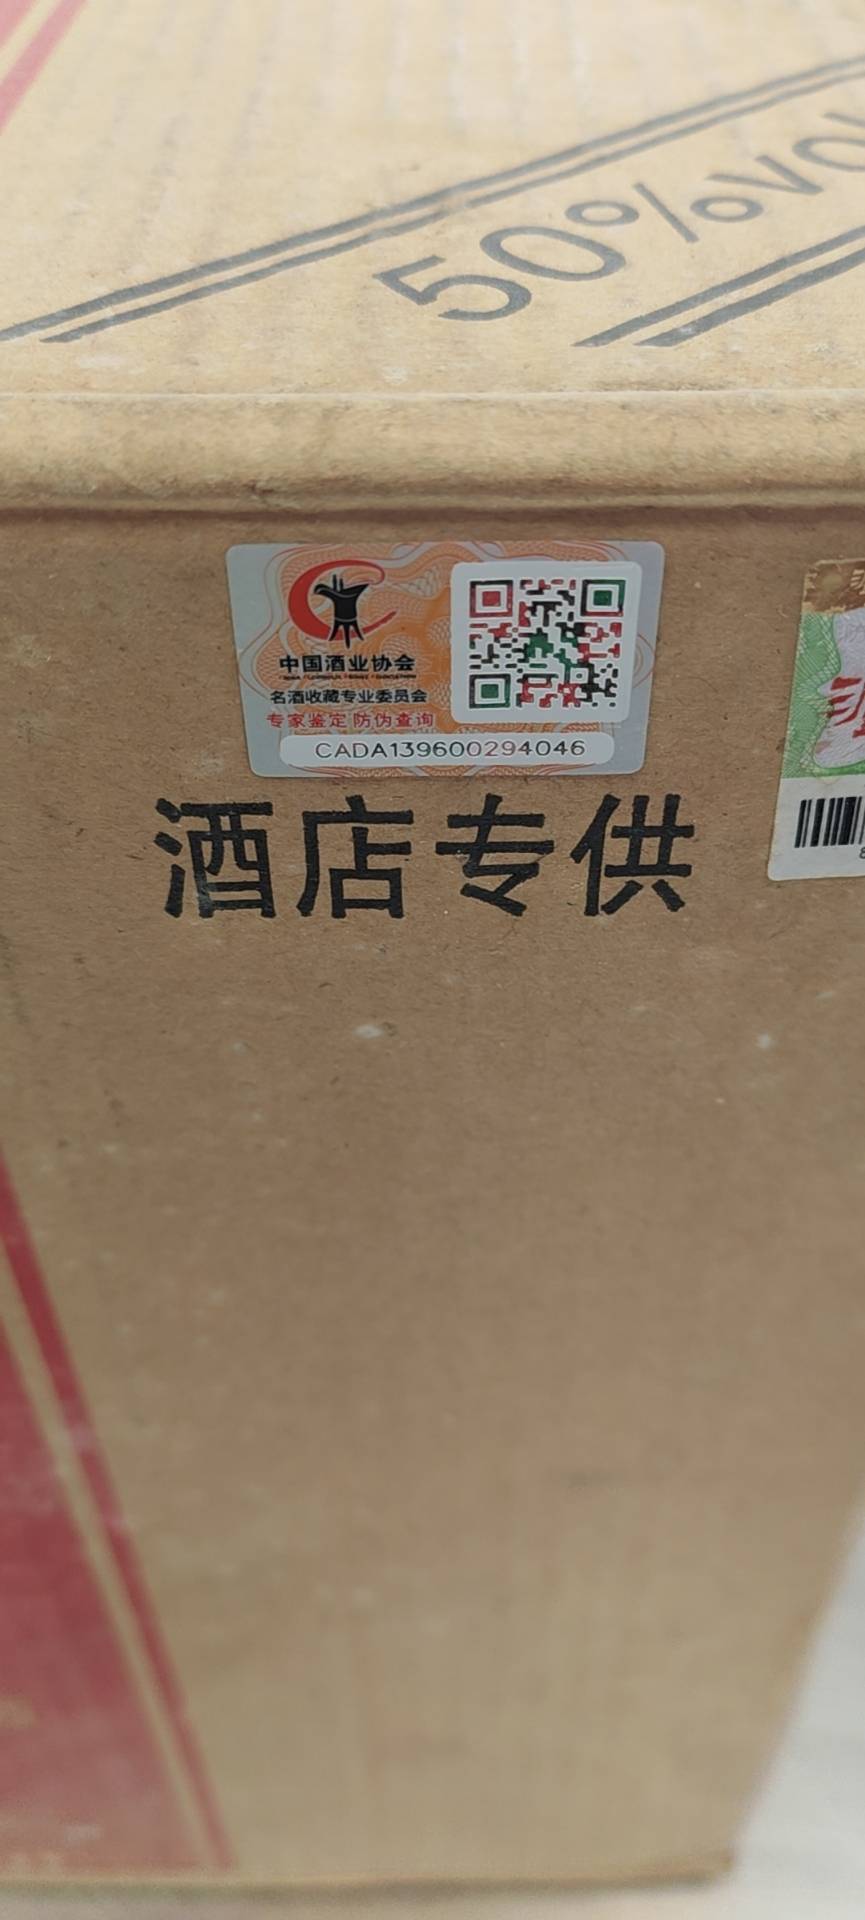 50%vol
中国酒业协会
名酒收藏专业委员会
专家鉴定 防伪查询
CADA139600294046
酒店专供